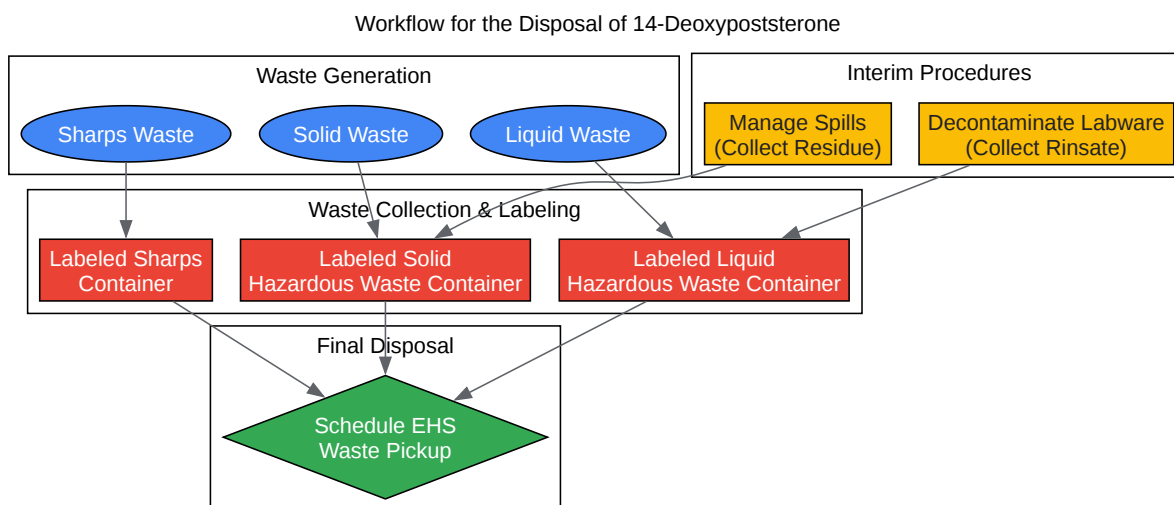 Workflow for the Disposal of 14-Deoxypoststerone
Waste Generation
Sharps Waste
Solid Waste
Liquid Waste
Interim Procedures
Manage Spills
(Collect Residue)
Decontaminate Labware
(Collect Rinsate)
Waste Collection & Labeling
Labeled Sharps
Container
Labeled Solid
Hazardous Waste Container
Labeled Liquid
Hazardous Waste Container
Final Disposal
Schedule EHS
Waste Pickup